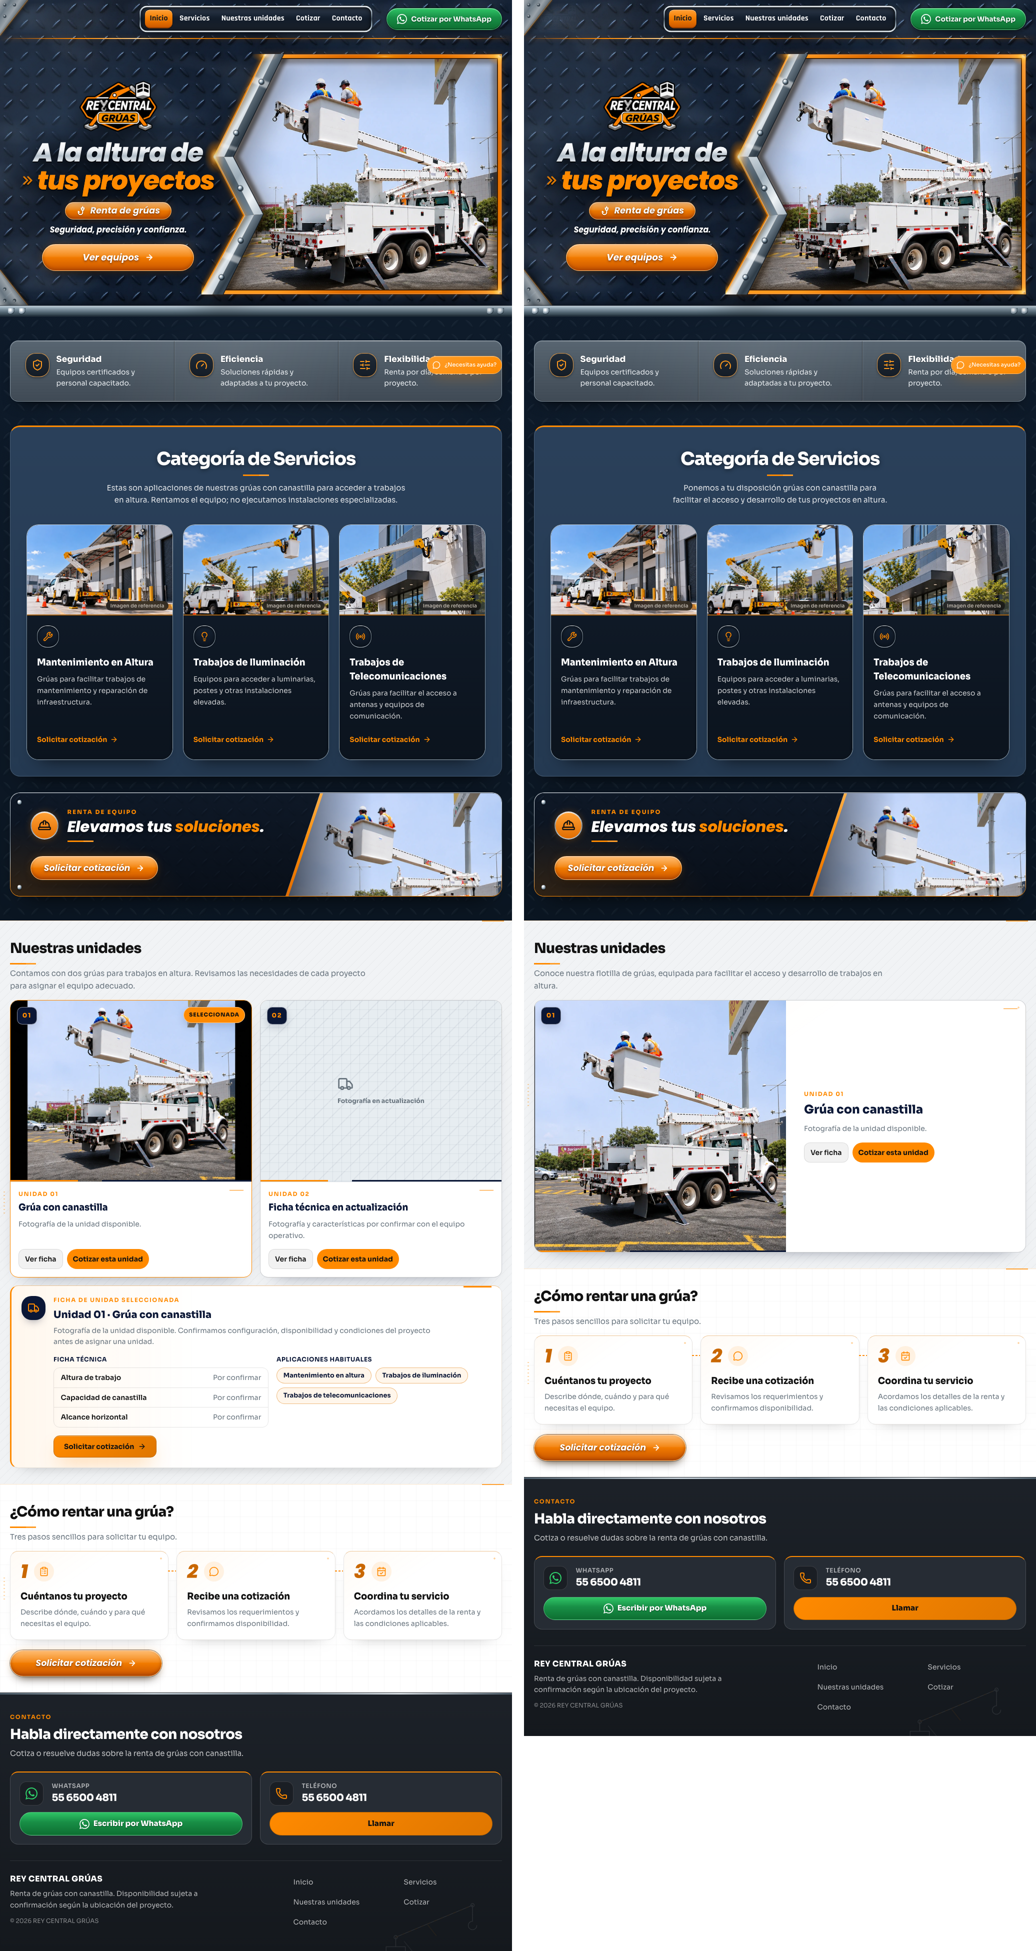 Inicio Servicios Nuestras unidades Cotizar Contacto
Cotizar por WhatsApp
REY CENTRAL
GRÚAS
A la altura de
» tus proyectos
Renta de grúas
Seguridad, precisión y confianza.
Ver equipos →
Seguridad
Equipos certificados y
personal capacitado.
Eficiencia
Soluciones rápidas y
adaptadas a tu proyecto.
Renta por
proyecto.
¿Necesitas ayuda?
Categoría de Servicios
Estas son aplicaciones de nuestras grúas con canastilla para acceder a trabajos
en altura. Rentamos el equipo; no ejecutamos instalaciones especializadas.
Imagen de referencia
Imagen de referencia
Imagen de referencia
Mantenimiento en Altura
Grúas para facilitar trabajos de
mantenimiento y reparación de
infraestructura.
Solicitar cotización →
Trabajos de Iluminación
Equipos para acceder a luminarias,
postes y otras instalaciones
elevadas.
Solicitar cotización →
Trabajos de
Telecomunicaciones
Grúas para facilitar el acceso a
antenas y equipos de
comunicación.
Solicitar cotización →
RENTA DE EQUIPO
Elevamos tus soluciones.
Solicitar cotización →
Nuestras unidades
Contamos con dos grúas para trabajos en altura. Revisamos las necesidades de cada proyecto
para asignar el equipo adecuado.
01
SELECCIONADA
UNIDAD 01
Grúa con canastilla
Fotografía de la unidad disponible.
Ver ficha
Cotizar esta unidad
02
Fotografía en actualización
UNIDAD 02
Ficha técnica en actualización
Fotografía y características por confirmar con el equipo
operativo.
Ver ficha
Cotizar esta unidad
FICHA DE UNIDAD SELECCIONADA
Unidad 01 · Grúa con canastilla
Fotografía de la unidad disponible. Confirmamos configuración, disponibilidad y condiciones del proyecto
antes de asignar una unidad.
FICHA TÉCNICA
Altura de trabajo Por confirmar
Capacidad de canastilla Por confirmar
Alcance horizontal Por confirmar
APLICACIONES HABITUALES
Mantenimiento en altura
Trabajos de iluminación
Trabajos de telecomunicaciones
Solicitar cotización →
¿Cómo rentar una grúa?
Tres pasos sencillos para solicitar tu equipo.
1
Cuéntanos tu proyecto
Describe dónde, cuándo y para qué
necesitas el equipo.
2
Recibe una cotización
Revisamos los requerimientos y
confirmamos disponibilidad.
3
Coordina tu servicio
Acordamos los detalles de la renta y
las condiciones aplicables.
Solicitar cotización →
CONTACTO
Habla directamente con nosotros
Cotiza o resuelve dudas sobre la renta de grúas con canastilla.
WHATSAPP
55 6500 4811
Escribir por WhatsApp
TELÉFONO
55 6500 4811
Llamar
REY CENTRAL GRÚAS
Renta de grúas con canastilla. Disponibilidad sujeta a
confirmación según la ubicación del proyecto.
© 2026 REY CENTRAL GRÚAS
Inicio
Servicios
Nuestras unidades
Cotizar
Contacto
Inicio Servicios Nuestras unidades Cotizar Contacto
Cotizar por WhatsApp
REY CENTRAL
GRÚAS
A la altura de
» tus proyectos
Renta de grúas
Seguridad, precisión y confianza.
Ver equipos →
Seguridad
Equipos certificados y
personal capacitado.
Eficiencia
Soluciones rápidas y
adaptadas a tu proyecto.
Renta por
proyecto.
¿Necesitas ayuda?
Categoría de Servicios
Ponemos a tu disposición grúas con canastilla para
facilitar el acceso y desarrollo de tus proyectos en altura.
Imagen de referencia
Imagen de referencia
Imagen de referencia
Mantenimiento en Altura
Grúas para facilitar trabajos de
mantenimiento y reparación de
infraestructura.
Solicitar cotización →
Trabajos de Iluminación
Equipos para acceder a luminarias,
postes y otras instalaciones
elevadas.
Solicitar cotización →
Trabajos de
Telecomunicaciones
Grúas para facilitar el acceso a
antenas y equipos de
comunicación.
Solicitar cotización →
RENTA DE EQUIPO
Elevamos tus soluciones.
Solicitar cotización →
Nuestras unidades
Conoce nuestra flotilla de grúas, equipada para facilitar el acceso y desarrollo de trabajos en
altura.
01
UNIDAD 01
Grúa con canastilla
Fotografía de la unidad disponible.
Ver ficha
Cotizar esta unidad
¿Cómo rentar una grúa?
Tres pasos sencillos para solicitar tu equipo.
1
Cuéntanos tu proyecto
Describe dónde, cuándo y para qué
necesitas el equipo.
2
Recibe una cotización
Revisamos los requerimientos y
confirmamos disponibilidad.
3
Coordina tu servicio
Acordamos los detalles de la renta y
las condiciones aplicables.
Solicitar cotización →
CONTACTO
Habla directamente con nosotros
Cotiza o resuelve dudas sobre la renta de grúas con canastilla.
WHATSAPP
55 6500 4811
Escribir por WhatsApp
TELÉFONO
55 6500 4811
Llamar
REY CENTRAL GRÚAS
Renta de grúas con canastilla. Disponibilidad sujeta a
confirmación según la ubicación del proyecto.
© 2026 REY CENTRAL GRÚAS
Inicio
Servicios
Nuestras unidades
Cotizar
Contacto